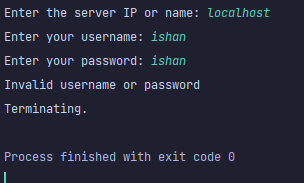 Enter the server IP or name: localhost
Enter your username: ishan
Enter your password: ishan
Invalid username or password
Terminating.
Process finished with exit code 0